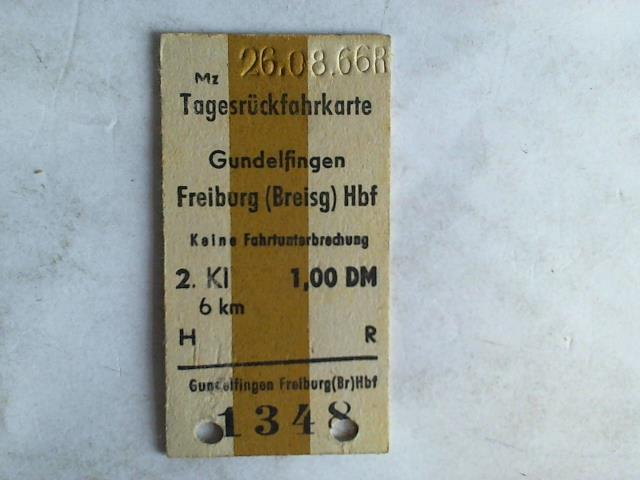 26.08.66R
Mz
Tagesrückfahrkarte
Gundelfingen
Freiburg (Breisg) Hbf
Keine Fahrtunterbrechung
2. Kl 1,00 DM
6 km
H R
Gundelfingen Freiburg(Br)Hbf
1348